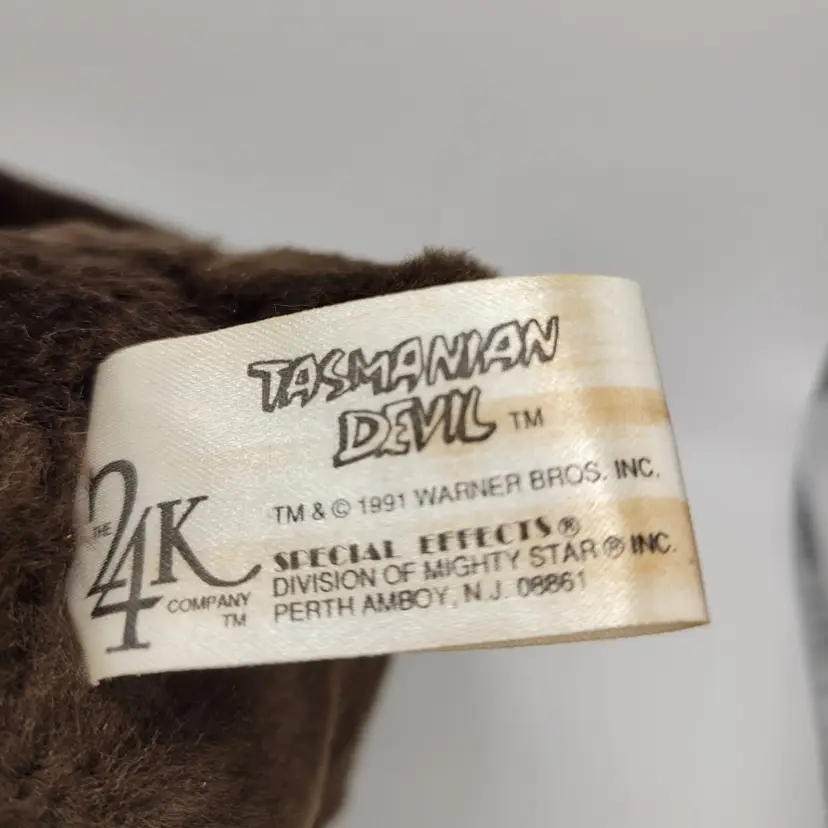 TASMANIAN
DEVIL ™
TM & © 1991 WARNER BROS. INC.
THE 24K COMPANY TM
SPECIAL EFFECTS®
DIVISION OF MIGHTY STAR® INC.
PERTH AMBOY, N.J. 08861